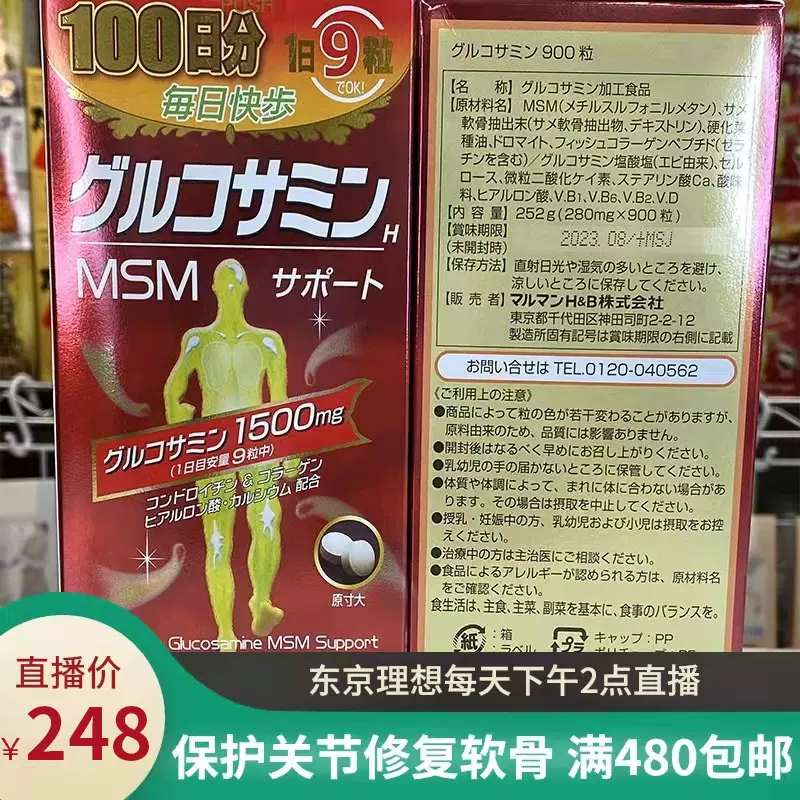 PUSH
100日分
1日9粒
でOK!
毎日快歩
グルコサミン
H
MSM サポート
グルコサミン 1500mg
(1日目安量 9粒中)
コンドロイチン & コラーゲン
ヒアルロン酸・カルシウム 配合
原寸大
Glucosamine MSM Support
グルコサミン 900粒
【名 称】グルコサミン加工食品
【原材料名】MSM(メチルスルフォニルメタン)、サメ
軟骨抽出末(サメ軟骨抽出物、デキストリン)、硬化菜
種油、ドロマイト、フィッシュコラーゲンペプチド(ゼラ
チンを含む)/グルコサミン塩酸塩(エビ由来)、セル
ロース、微粒二酸化ケイ素、ステアリン酸Ca、酸味
料、ヒアルロン酸、V.B1、V.B6、V.B2、V.D
【内 容 量】252g(280mg×900粒)
【賞味期限】
(未開封時)
2023.08/4MSJ
【保存方法】直射日光や湿気の多いところを避け、
涼しいところに保存してください。
【販 売 者】マルマンH&B株式会社
東京都千代田区神田司町2-2-12
製造所固有記号は賞味期限の右側に記載
お問い合せは TEL.0120-040562
《ご利用上の注意》
●商品によって粒の色が若干変わることがありますが、
原料由来のため、品質には影響ありません。
●開封後はなるべく早めにお召し上がりください。
●乳幼児の手の届かないところに保管してください。
●体質や体調によって、まれに体に合わない場合があ
ります。その場合は摂取を中止してください。
●授乳・妊娠中の方、乳幼児および小児は摂取をお控
えください。
●治療中の方は主治医にご相談ください。
●食品によるアレルギーが認められる方は、原材料名
をご確認ください。
食生活は、主食、主菜、副菜を基本に、食事のバランスを。
紙
:箱
:ラベル
プラ
キャップ:PP
直播价
¥248
东京理想每天下午2点直播
保护关节修复软骨 满480包邮